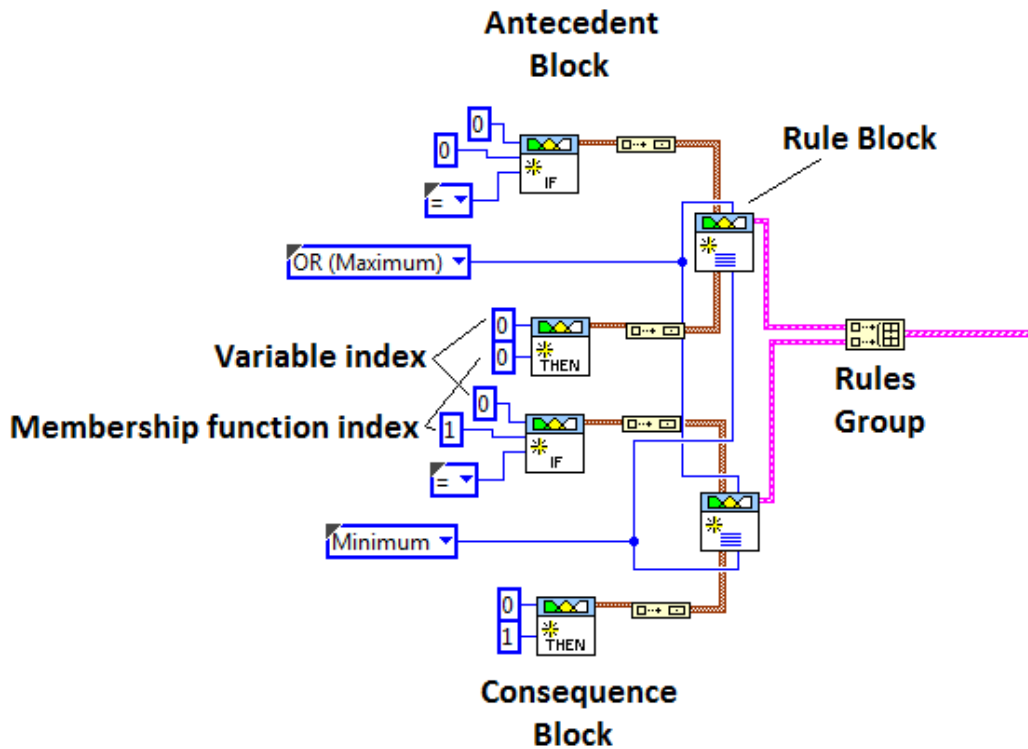 Antecedent
Block
0
0
IF
=
Rule Block
OR (Maximum)
0
0
THEN
Variable index
Membership function index
0
1
IF
=
Rules
Group
Minimum
0
1
THEN
Consequence
Block